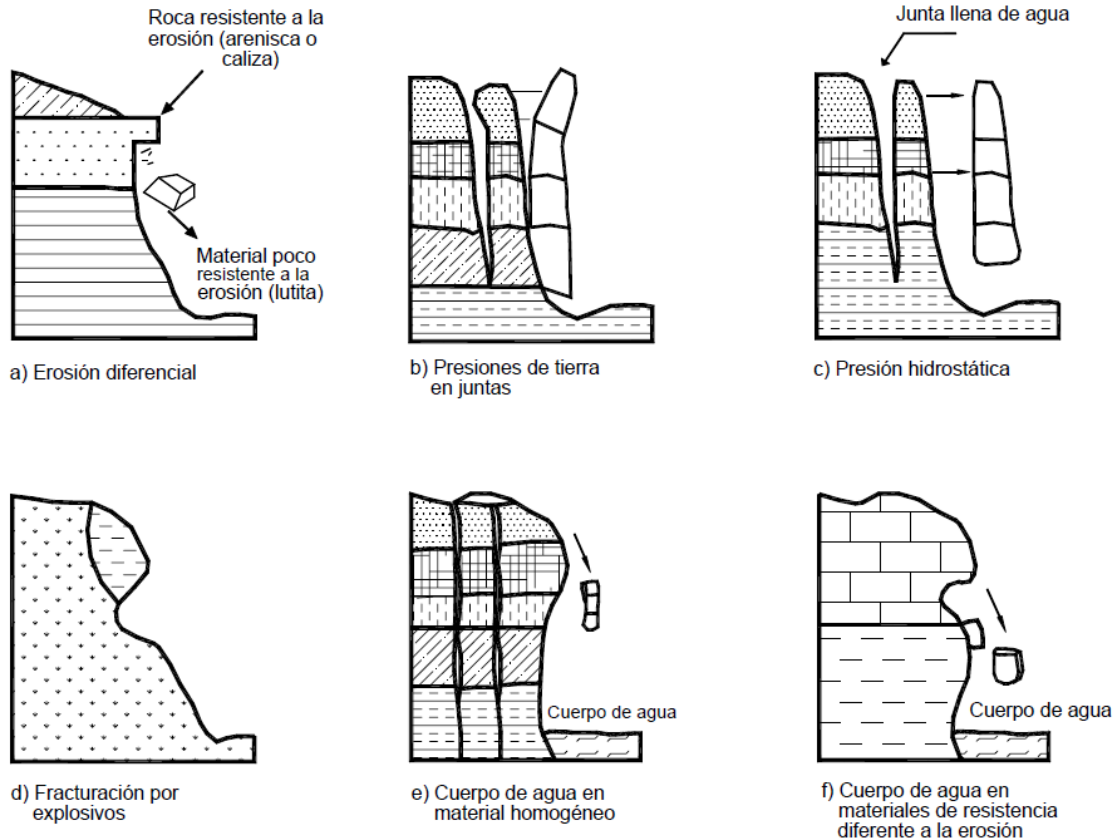 Roca resistente a la
erosión (arenisca o
caliza)
Material poco
resistente a la
erosión (lutita)
a) Erosión diferencial
b) Presiones de tierra
en juntas
Junta llena de agua
c) Presión hidrostática
d) Fracturación por
explosivos
Cuerpo de agua
e) Cuerpo de agua en
material homogéneo
Cuerpo de agua
f) Cuerpo de agua en
materiales de resistencia
diferente a la erosión